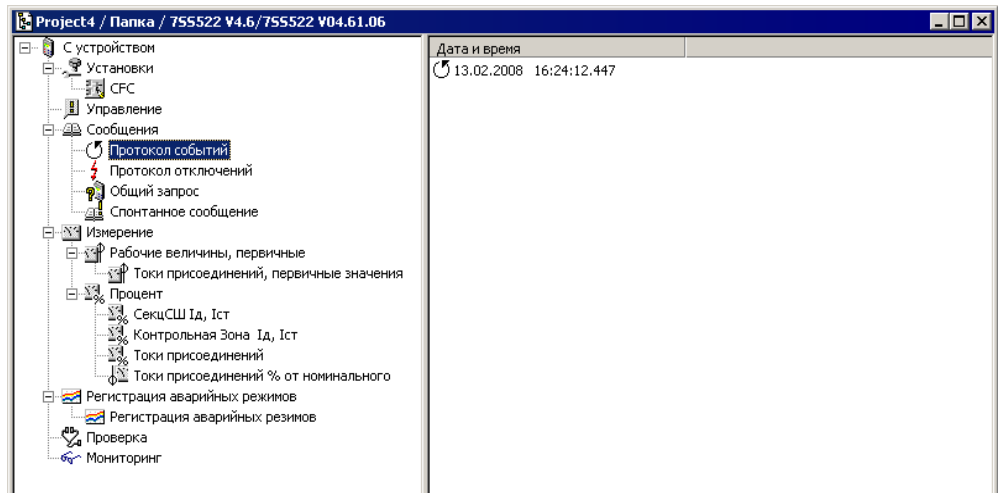 Project4 / Папка / 7SS522 V4.6/7SS522 V04.61.06
С устройством
Установки
CFC
Управление
Сообщения
Протокол событий
Протокол отключений
Общий запрос
Спонтанное сообщение
Измерение
Рабочие величины, первичные
Токи присоединений, первичные значения
Процент
СекцСШ Iд, Iст
Контрольная Зона Iд, Iст
Токи присоединений
Токи присоединений % от номинального
Регистрация аварийных режимов
Регистрация аварийных резимов
Проверка
Мониторинг
Дата и время
13.02.2008 16:24:12.447